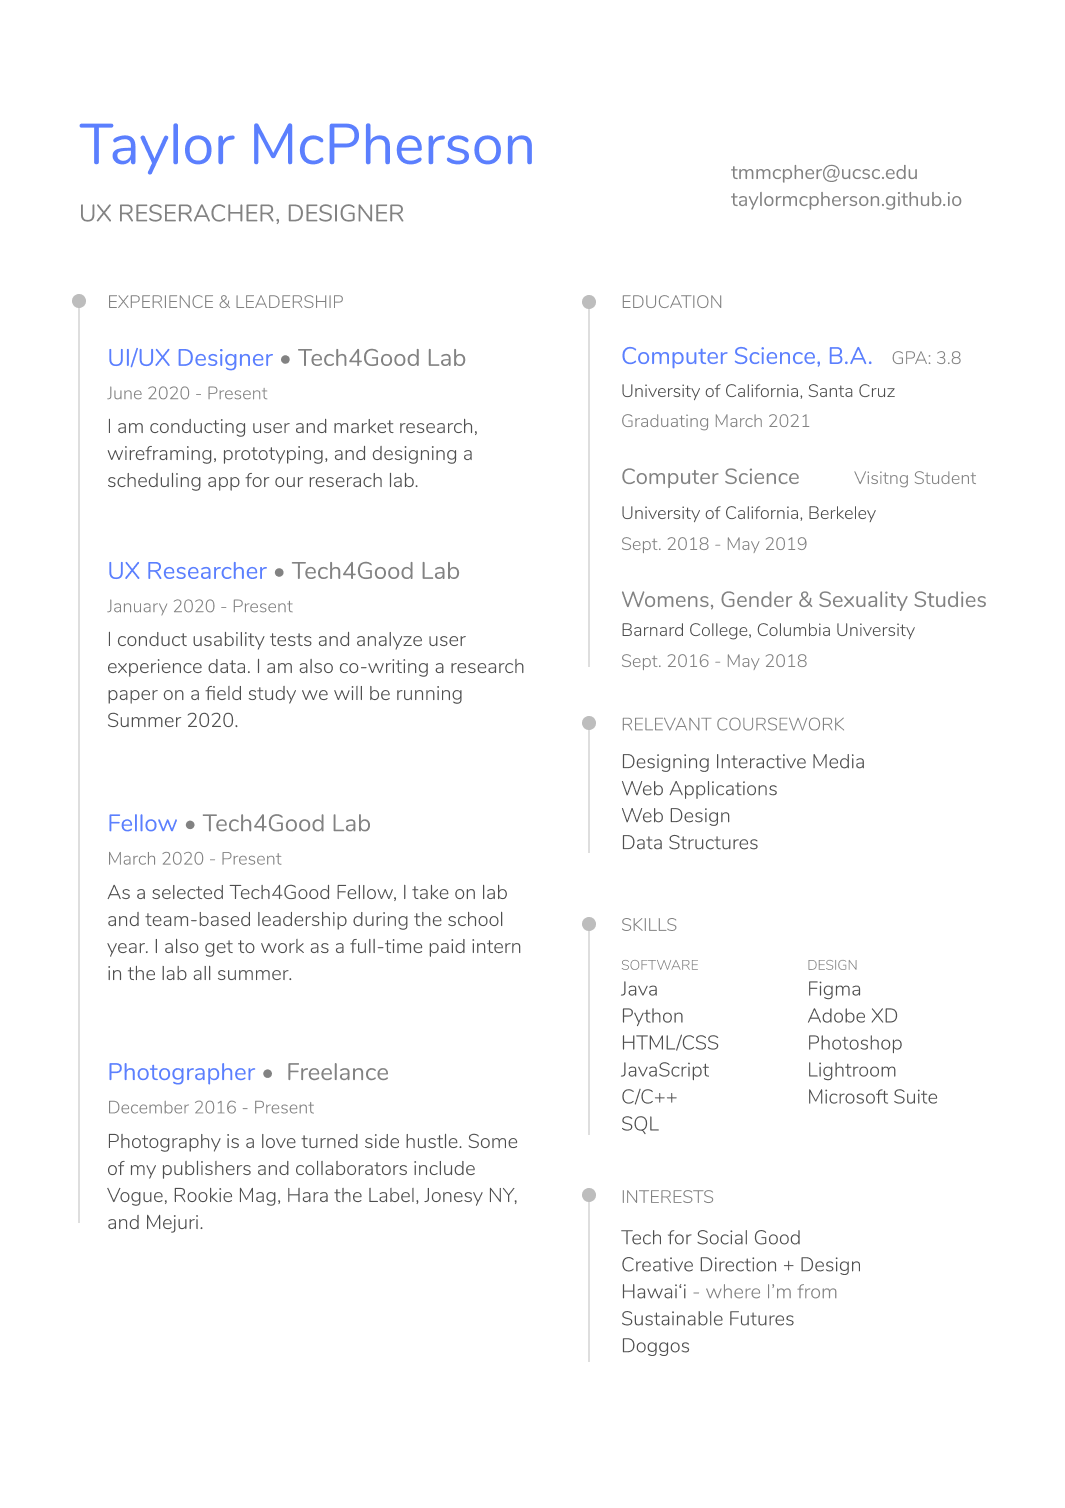 Taylor McPherson
UX RESERACHER, DESIGNER
tmmcpher@ucsc.edu
taylormcpherson.github.io
EXPERIENCE & LEADERSHIP
UI/UX Designer • Tech4Good Lab
June 2020 - Present
I am conducting user and market research,
wireframing, prototyping, and designing a
scheduling app for our reserach lab.
UX Researcher • Tech4Good Lab
January 2020 - Present
I conduct usability tests and analyze user
experience data. I am also co-writing a research
paper on a field study we will be running
Summer 2020.
Fellow • Tech4Good Lab
March 2020 - Present
As a selected Tech4Good Fellow, I take on lab
and team-based leadership during the school
year. I also get to work as a full-time paid intern
in the lab all summer.
Photographer • Freelance
December 2016 - Present
Photography is a love turned side hustle. Some
of my publishers and collaborators include
Vogue, Rookie Mag, Hara the Label, Jonesy NY,
and Mejuri.
EDUCATION
Computer Science, B.A. GPA: 3.8
University of California, Santa Cruz
Graduating March 2021
Computer Science Visitng Student
University of California, Berkeley
Sept. 2018 - May 2019
Womens, Gender & Sexuality Studies
Barnard College, Columbia University
Sept. 2016 - May 2018
RELEVANT COURSEWORK
Designing Interactive Media
Web Applications
Web Design
Data Structures
SKILLS
SOFTWARE
Java
Python
HTML/CSS
JavaScript
C/C++
SQL
DESIGN
Figma
Adobe XD
Photoshop
Lightroom
Microsoft Suite
INTERESTS
Tech for Social Good
Creative Direction + Design
Hawai‘i - where I’m from
Sustainable Futures
Doggos